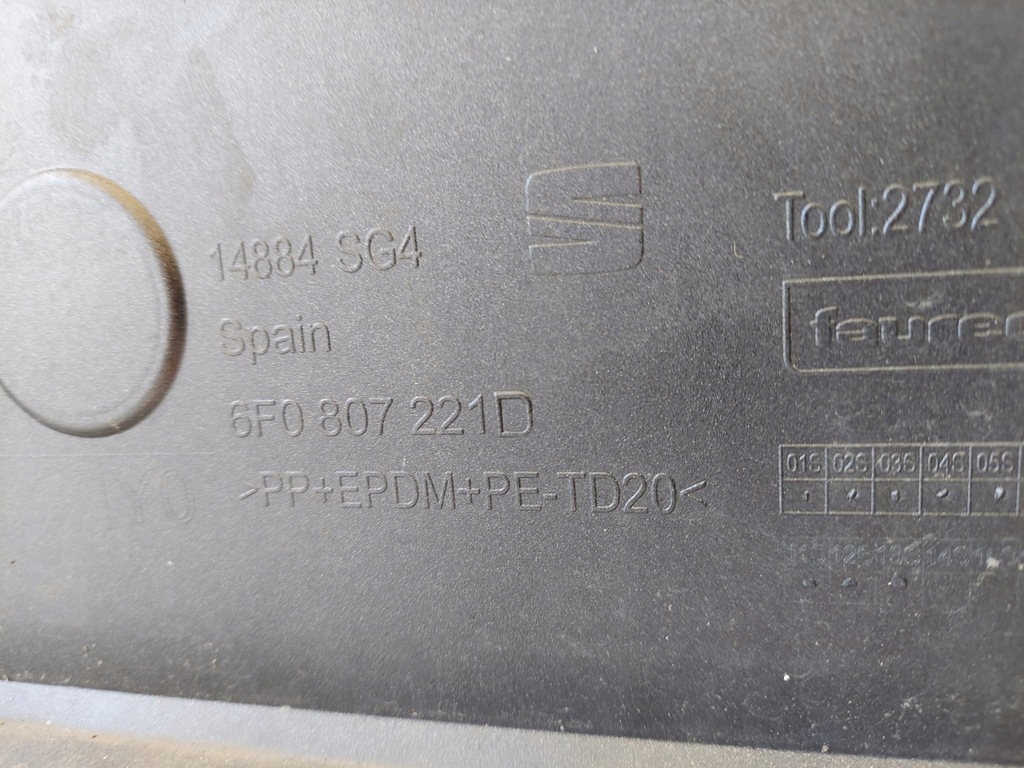 14884 SG4
Tool:2732
Spain
6F0 807 221D
>PP+EPDM+PE-TD20<
01S 02S 03S 04S 05S